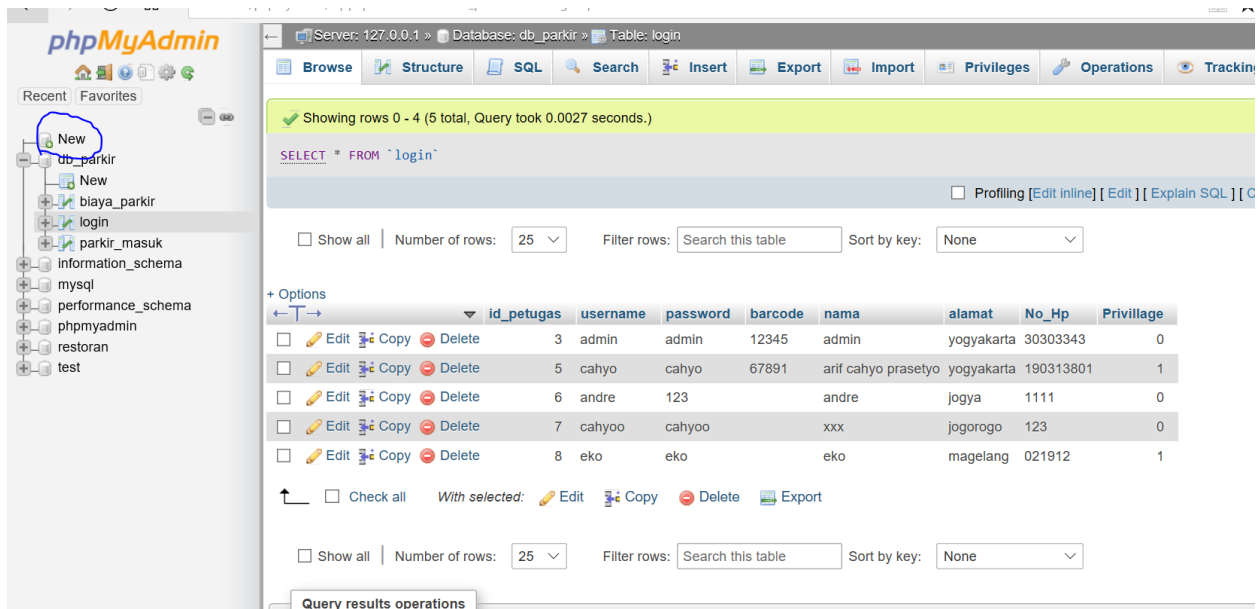 phpMyAdmin
Recent Favorites
New
db_parkir
New
biaya_parkir
login
parkir_masuk
information_schema
mysql
performance_schema
phpmyadmin
restoran
test
Server: 127.0.0.1 » Database: db_parkir » Table: login
Browse Structure SQL Search Insert Export Import Privileges Operations Tracking
Showing rows 0 - 4 (5 total, Query took 0.0027 seconds.)
SELECT * FROM `login`
Profiling [Edit inline] [ Edit ] [ Explain SQL ] [
Show all Number of rows: 25 Filter rows: Search this table Sort by key: None
+ Options
←T→ id_petugas username password barcode nama alamat No_Hp Privillage
Edit Copy Delete 3 admin admin 12345 admin yogyakarta 30303343 0
Edit Copy Delete 5 cahyo cahyo 67891 arif cahyo prasetyo yogyakarta 190313801 1
Edit Copy Delete 6 andre 123 andre jogya 1111 0
Edit Copy Delete 7 cahyoo cahyoo xxx jogorogo 123 0
Edit Copy Delete 8 eko eko eko magelang 021912 1
Check all With selected: Edit Copy Delete Export
Show all Number of rows: 25 Filter rows: Search this table Sort by key: None
Query results operations